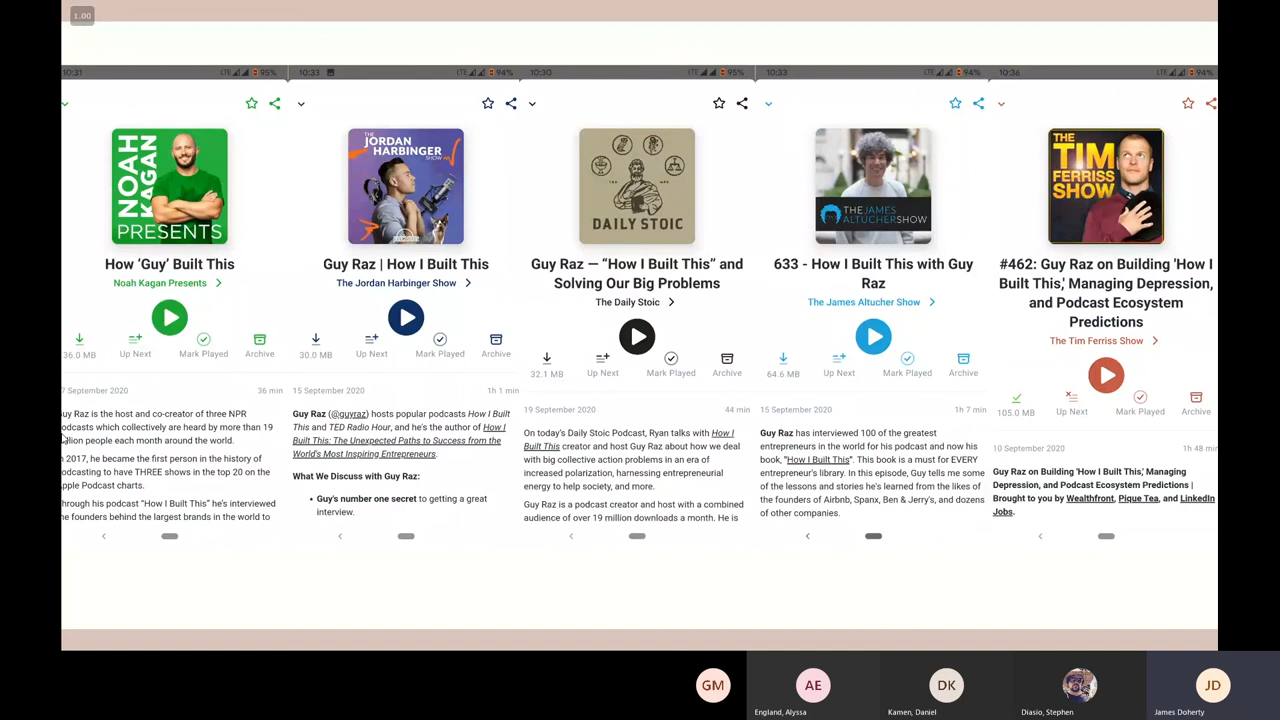 1.00
10:31 LTE 95%
NOAH KAGAN
PRESENTS
How ‘Guy’ Built This
Noah Kagan Presents
36.0 MB Up Next Mark Played Archive
7 September 2020 36 min
Guy Raz is the host and co-creator of three NPR
podcasts which collectively are heard by more than 19
million people each month around the world.
In 2017, he became the first person in the history of
podcasting to have THREE shows in the top 20 on the
Apple Podcast charts.
Through his podcast “How I Built This” he's interviewed
the founders behind the largest brands in the world to
10:33 LTE 94%
THE
JORDAN
HARBINGER
SHOW
Guy Raz | How I Built This
The Jordan Harbinger Show
30.0 MB Up Next Mark Played Archive
15 September 2020 1h 1 min
Guy Raz (@guyraz) hosts popular podcasts How I Built
This and TED Radio Hour, and he's the author of How I
Built This: The Unexpected Paths to Success from the
World's Most Inspiring Entrepreneurs.
What We Discuss with Guy Raz:
• Guy's number one secret to getting a great
interview.
10:30 LTE 95%
DAILY STOIC
Guy Raz — “How I Built This” and
Solving Our Big Problems
The Daily Stoic
32.1 MB Up Next Mark Played Archive
19 September 2020 44 min
On today's Daily Stoic Podcast, Ryan talks with How I
Built This creator and host Guy Raz about how we deal
with big collective action problems in an era of
increased polarization, harnessing entrepreneurial
energy to help society, and more.
Guy Raz is a podcast creator and host with a combined
audience of over 19 million downloads a month. He is
10:33 LTE 94%
THE JAMES
ALTUCHER SHOW
633 - How I Built This with Guy
Raz
The James Altucher Show
64.6 MB Up Next Mark Played Archive
15 September 2020 1h 7 min
Guy Raz has interviewed 100 of the greatest
entrepreneurs in the world for his podcast and now his
book, "How I Built This". This book is a must for EVERY
entrepreneur's library. In this episode, Guy tells me some
of the lessons and stories he's learned from the likes of
the founders of Airbnb, Spanx, Ben & Jerry's, and dozens
of other companies.
10:36 LTE 94%
THE
TIM
FERRISS
SHOW
#462: Guy Raz on Building 'How I
Built This,' Managing Depression,
and Podcast Ecosystem
Predictions
The Tim Ferriss Show
105.0 MB Up Next Mark Played Archive
10 September 2020 1h 48 min
Guy Raz on Building 'How I Built This,' Managing
Depression, and Podcast Ecosystem Predictions |
Brought to you by Wealthfront, Pique Tea, and LinkedIn
Jobs.
GM AE DK JD
England, Alyssa Kamen, Daniel Diasio, Stephen James Doherty